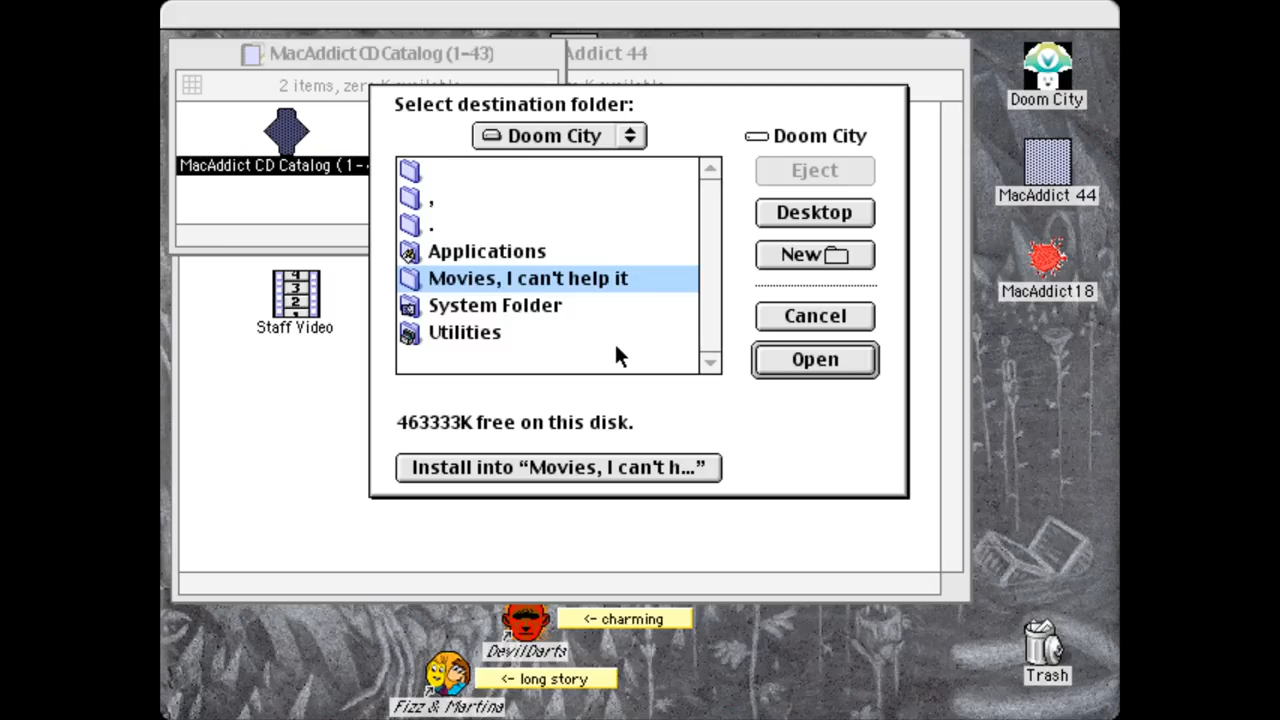 MacAddict CD Catalog (1-43)
Addict 44
2 items, zero K available
K available
MacAddict CD Catalog (1-
Staff Video
Select destination folder:
Doom City
Doom City
,
.
Applications
Movies, I can't help it
System Folder
Utilities
Eject
Desktop
New
Cancel
Open
463333K free on this disk.
Install into “Movies, I can't h...”
Doom City
MacAddict 44
MacAddict18
<- charming
DevilDarts
<- long story
Fizz & Martina
Trash